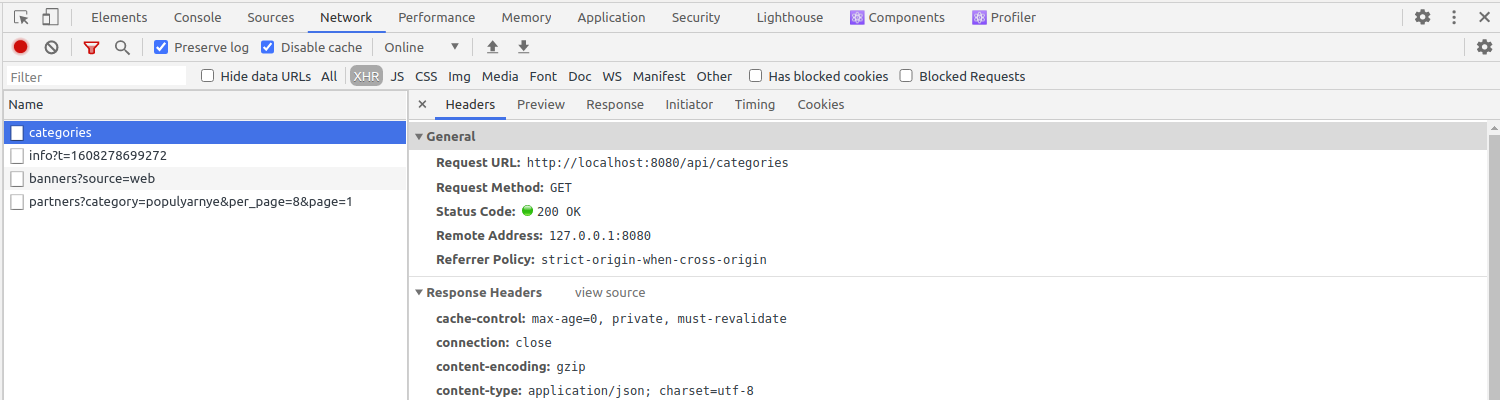 Elements Console Sources Network Performance Memory Application Security Lighthouse Components Profiler
Preserve log Disable cache Online
Filter Hide data URLs All XHR JS CSS Img Media Font Doc WS Manifest Other Has blocked cookies Blocked Requests
Name
categories
info?t=1608278699272
banners?source=web
partners?category=populyarnye&per_page=8&page=1
Headers Preview Response Initiator Timing Cookies
General
Request URL: http://localhost:8080/api/categories
Request Method: GET
Status Code: 200 OK
Remote Address: 127.0.0.1:8080
Referrer Policy: strict-origin-when-cross-origin
Response Headers view source
cache-control: max-age=0, private, must-revalidate
connection: close
content-encoding: gzip
content-type: application/json; charset=utf-8